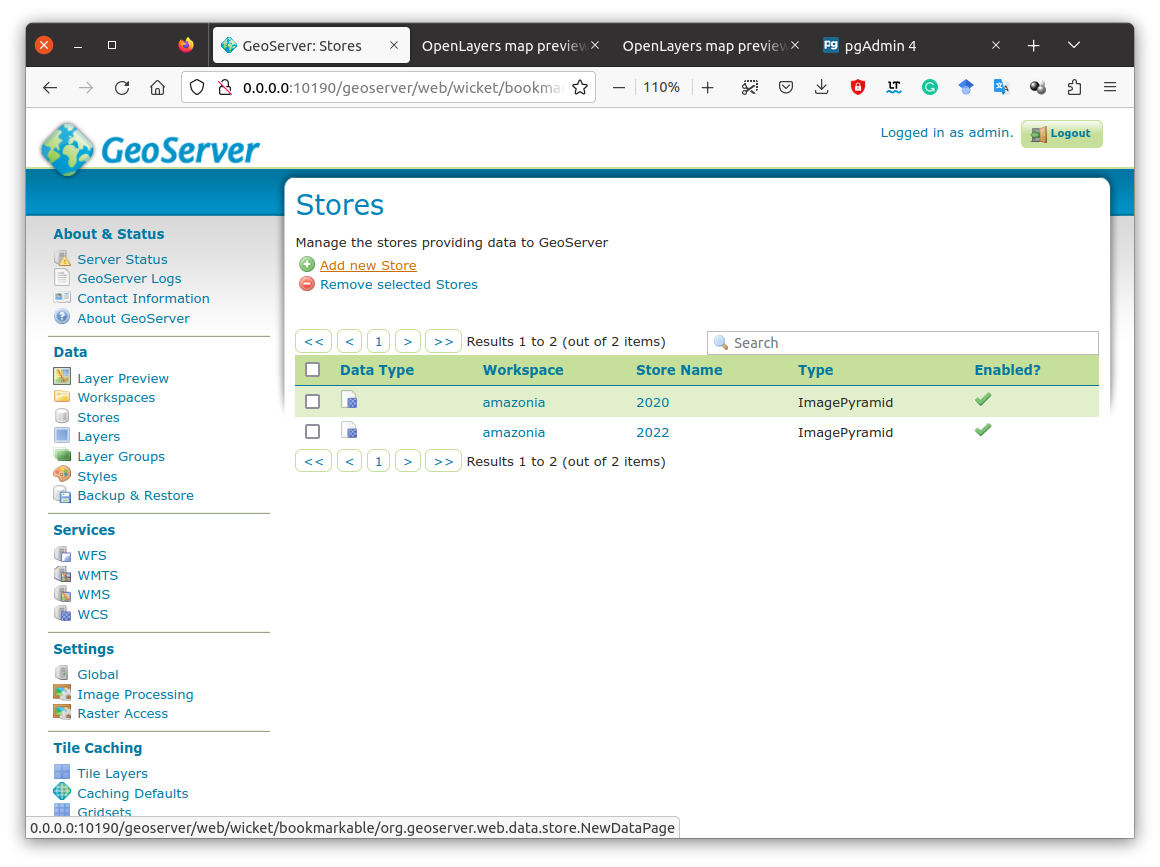 GeoServer: Stores
OpenLayers map preview
OpenLayers map preview
Pg pgAdmin 4
0.0.0.0:10190/geoserver/web/wicket/bookma
110%
LT
G
GeoServer
Logged in as admin.
Logout
Stores
Manage the stores providing data to GeoServer
Add new Store
Remove selected Stores
<< < 1 > >> Results 1 to 2 (out of 2 items)
Search
Data Type Workspace Store Name Type Enabled?
amazonia 2020 ImagePyramid
amazonia 2022 ImagePyramid
<< < 1 > >> Results 1 to 2 (out of 2 items)
About & Status
Server Status
GeoServer Logs
Contact Information
About GeoServer
Data
Layer Preview
Workspaces
Stores
Layers
Layer Groups
Styles
Backup & Restore
Services
WFS
WMTS
WMS
WCS
Settings
Global
Image Processing
Raster Access
Tile Caching
Tile Layers
Caching Defaults
Gridsets
0.0.0.0:10190/geoserver/web/wicket/bookmarkable/org.geoserver.web.data.store.NewDataPage